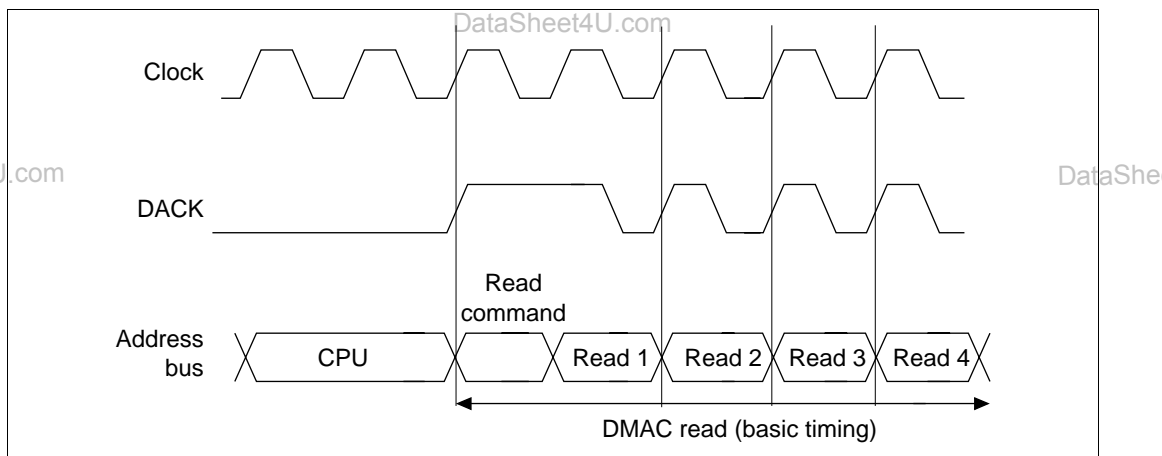 DataSheet4U.com
Clock
U.com
DataShe
DACK
Read
command
Address
bus
CPU
Read 1
Read 2
Read 3
Read 4
DMAC read (basic timing)